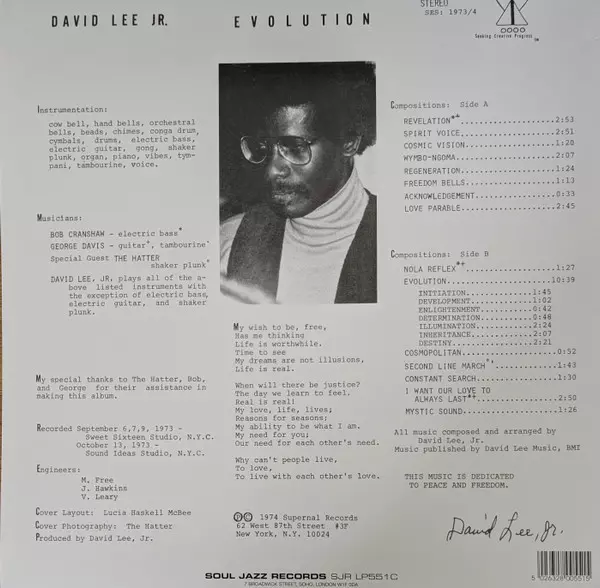 DAVID LEE JR.
EVOLUTION
STEREO
SES: 1973/4
Seeking Creative Progress
TM
Instrumentation:
cow bell, hand bells, orchestral
bells, beads, chimes, conga drum,
cymbals, drums, electric bass,
electric guitar, gong, shaker
plunk, organ, piano, vibes, tym-
pani, tambourine, voice.
Musicians:
BOB CRANSHAW - electric bass*
GEORGE DAVIS - guitar+, tambourine`
Special Guest THE HATTER
shaker plunk°
DAVID LEE, JR, plays all of the a-
bove listed instruments with
the exception of electric bass,
electric guitar, and shaker
plunk.
My special thanks to The Hatter, Bob,
and George for their assistance in
making this album.
Recorded September 6,7,9, 1973 -
Sweet Sixteen Studio, N.Y.C.
October 13, 1973 -
Sound Ideas Studio, N.Y.C.
Engineers:
M. Free
J. Hawkins
V. Leary
Cover Layout: Lucia Haskell McBee
Cover Photography: The Hatter
Produced by David Lee, Jr.
My wish to be, free,
Has me thinking
Life is worthwhile.
Time to see
My dreams are not illusions,
Life is real.
When will there be justice?
The day we learn to feel.
Real is real!
My love, life, lives;
Reasons for seasons;
My ability to be what I am.
My need for you;
Our need for each other's need.
Why can't people live,
To love,
To live with each other's love.
℗© 1974 Supernal Records
62 West 87th Street #3F
New York, N.Y. 10024
Compositions: Side A
REVELATION*+....................2:53
SPIRIT VOICE....................2:51
COSMIC VISION...................1:20
WYMBO-NGOMA.....................2:07
REGENERATION....................1:24
FREEDOM BELLS...................1:13
ACKNOWLEDGEMENT.................0:33
LOVE PARABLE....................2:45
Compositions: Side B
NOLA REFLEX*+...................1:27
EVOLUTION......................10:39
INITIATION..........1:45
DEVELOPMENT.........1:02
ENLIGHTENMENT.......0:42
DETERMINATION.......0:48
ILLUMINATION........2:24
INHERITANCE.........2:07
DESTINY.............2:21
COSMOPOLITAN....................0:52
SECOND LINE MARCH°`.............1:43
CONSTANT SEARCH.................1:30
I WANT OUR LOVE TO
ALWAYS LAST*+...............2:50
MYSTIC SOUND....................1:26
All music composed and arranged by
David Lee, Jr.
Music published by David Lee Music, BMI
THIS MUSIC IS DEDICATED
TO PEACE AND FREEDOM.
David Lee, Jr.
SOUL JAZZ RECORDS SJR LP551C
7 BROADWICK STREET, SOHO, LONDON W1F 0DA
5 026328 005515